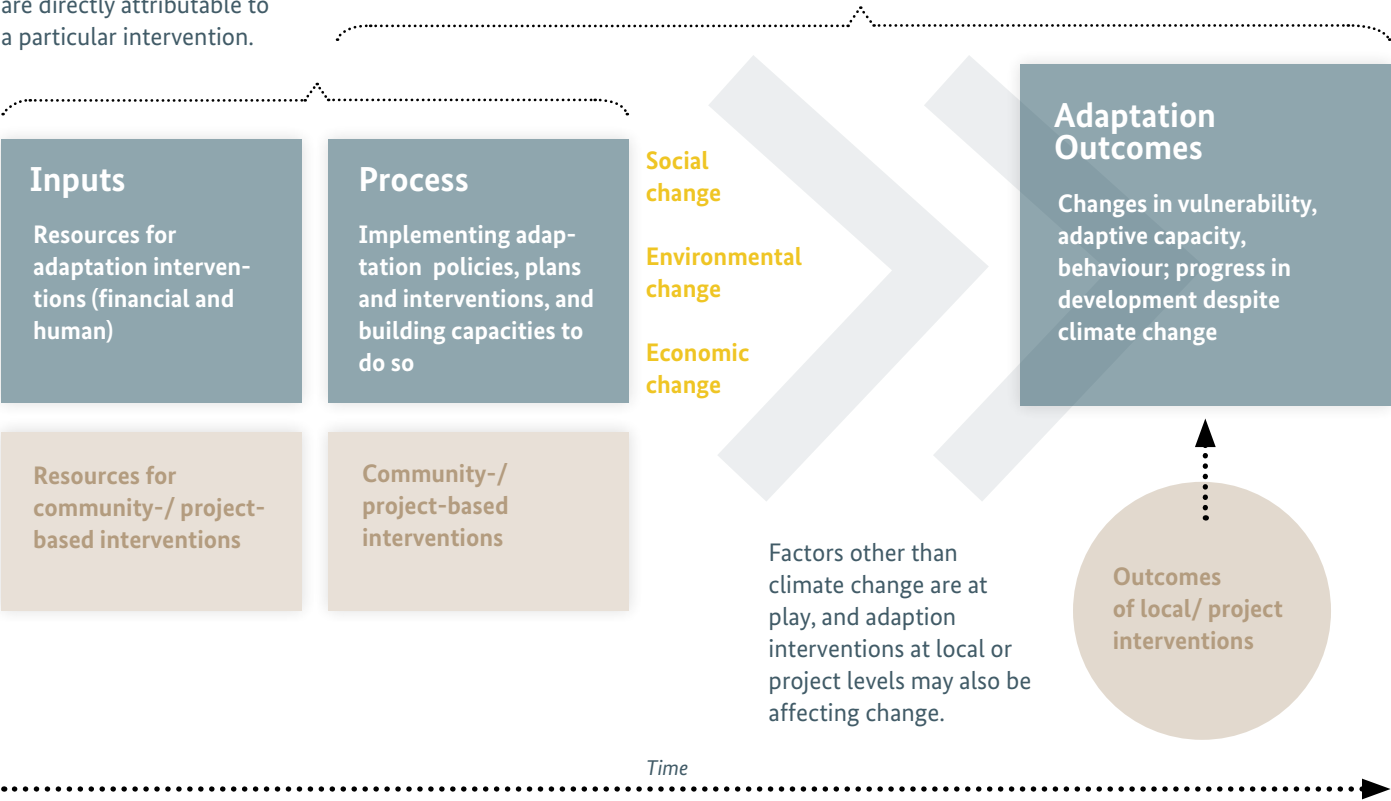 are directly attributable to
a particular intervention.
Inputs
Resources for
adaptation interven-
tions (financial and
human)
Process
Implementing adap-
tation policies, plans
and interventions, and
building capacities to
do so
Social
change
Environmental
change
Economic
change
Adaptation
Outcomes
Changes in vulnerability,
adaptive capacity,
behaviour; progress in
development despite
climate change
Resources for
community-/ project-
based interventions
Community-/
project-based
interventions
Factors other than
climate change are at
play, and adaption
interventions at local or
project levels may also be
affecting change.
Outcomes
of local/ project
interventions
Time